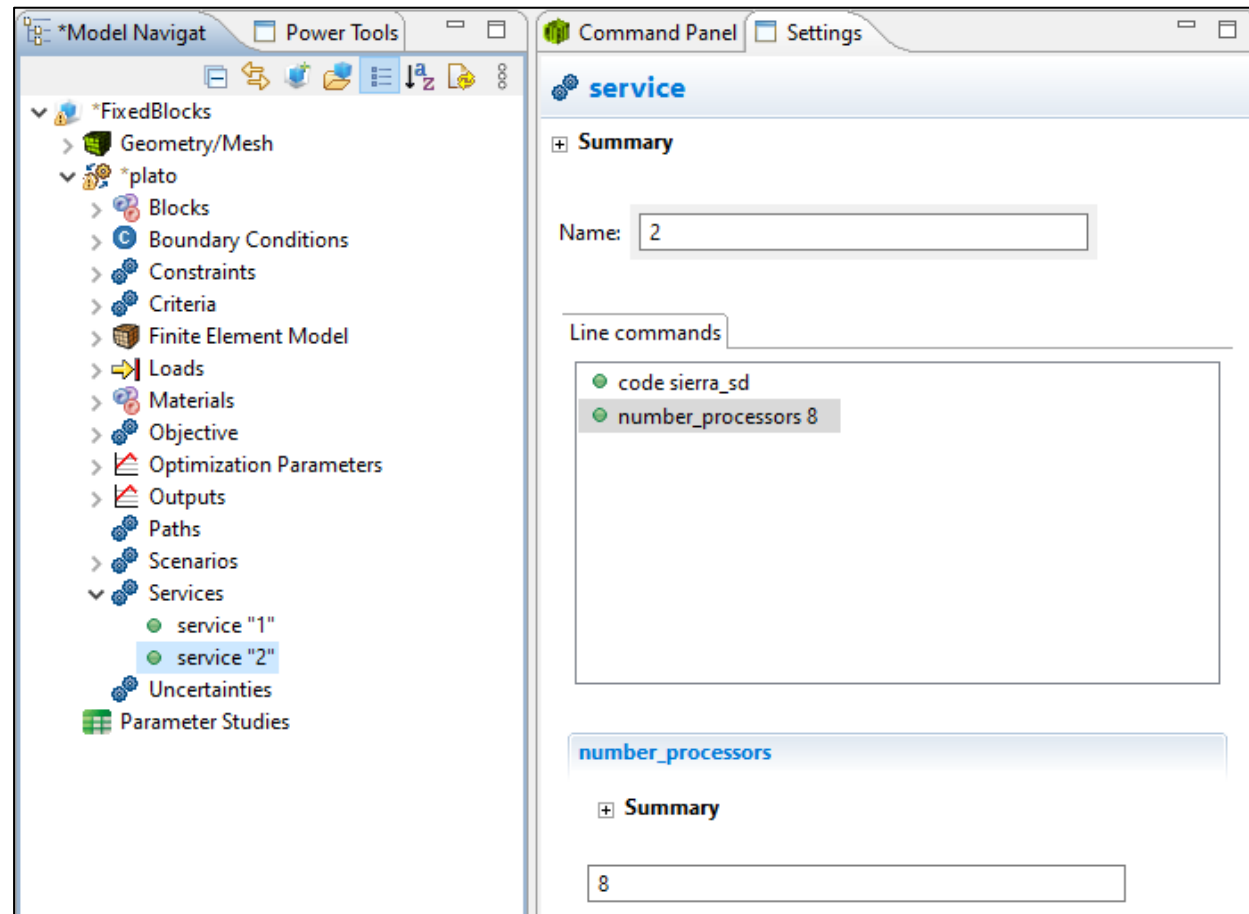 *Model Navigat
Power Tools
*FixedBlocks
Geometry/Mesh
*plato
Blocks
C
Boundary Conditions
Constraints
Criteria
Finite Element Model
Loads
Materials
Objective
Optimization Parameters
Outputs
Paths
Scenarios
Services
service "1"
service "2"
Uncertainties
Parameter Studies
Command Panel
Settings
service
Summary
Name:
2
Line commands
code sierra_sd
number_processors 8
number_processors
Summary
8